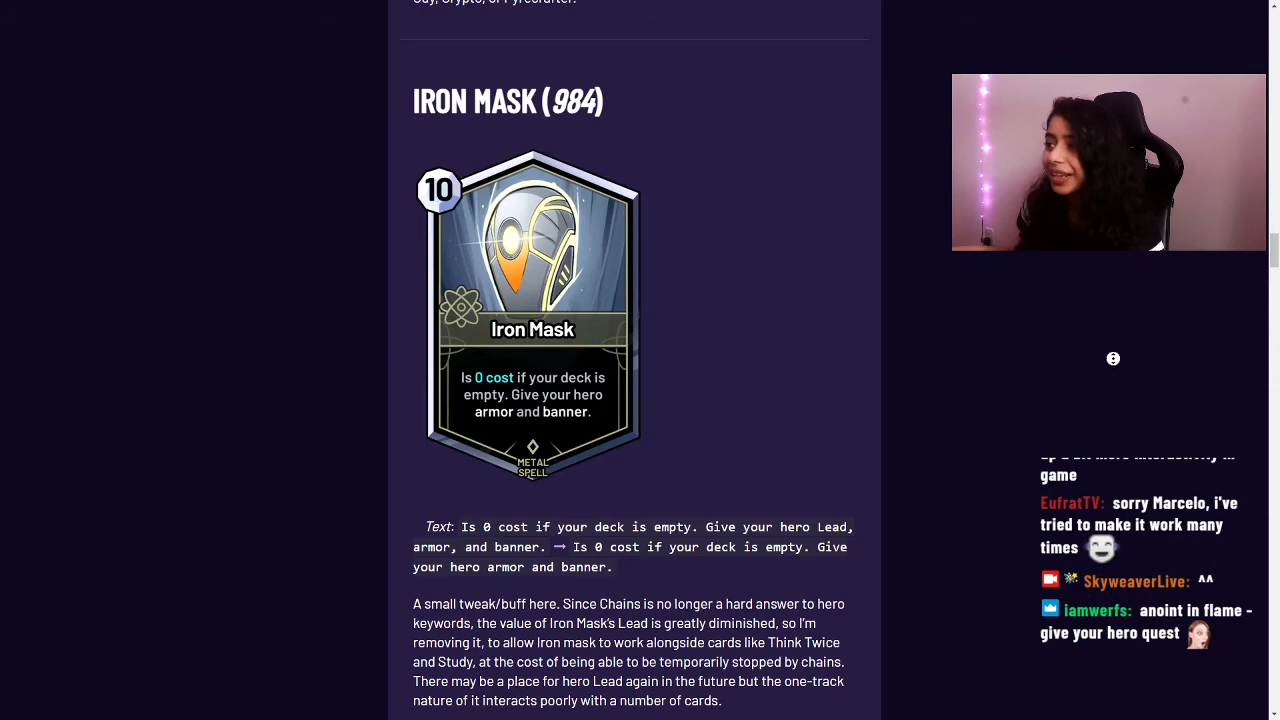 IRON MASK (984)
10
Iron Mask
Is 0 cost if your deck is
empty. Give your hero
armor and banner.
METAL
SPELL
Text: Is 0 cost if your deck is empty. Give your hero Lead,
armor, and banner. → Is 0 cost if your deck is empty. Give
your hero armor and banner.
A small tweak/buff here. Since Chains is no longer a hard answer to hero
keywords, the value of Iron Mask's Lead is greatly diminished, so I'm
removing it, to allow Iron mask to work alongside cards like Think Twice
and Study, at the cost of being able to be temporarily stopped by chains.
There may be a place for hero Lead again in the future but the one-track
nature of it interacts poorly with a number of cards.
game
EufratTV: sorry Marcelo, i've
tried to make it work many
times
SkyweaverLive: ^^
iamwerfs: anoint in flame -
give your hero quest